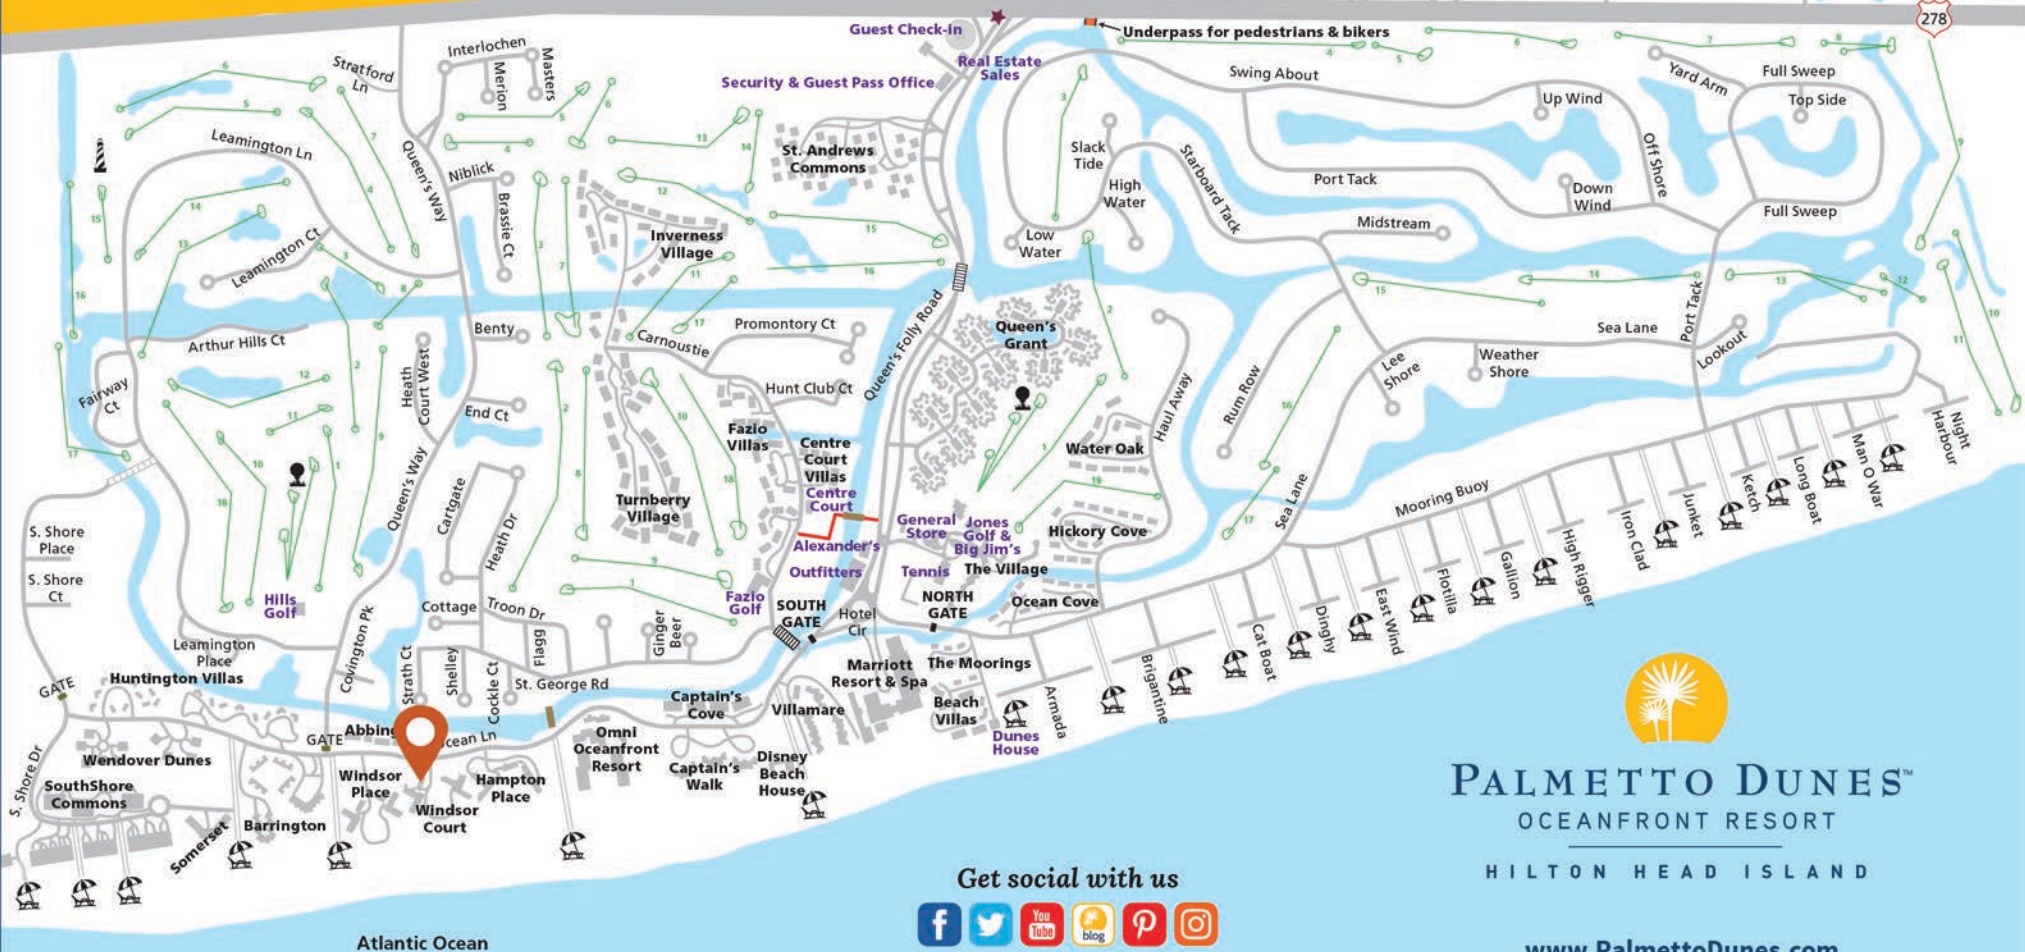 278
Guest Check-in
Underpass for pedestrians & bikers
Real Estate
Sales
Security & Guest Pass Office
Stratford
Ln
Interlochen
Merion
Masters
Leamington Ln
Queen's Way
Niblick
Brassie Ct
St. Andrews
Commons
Inverness
Village
Leamington Ct
Slack
Tide
High
Water
Low
Water
Swing About
Starboard Tack
Port Tack
Up Wind
Down
Wind
Off Shore
Yard Arm
Full Sweep
Top Side
Full Sweep
Midstream
Arthur Hills Ct
Benty
Carnoustie
Promontory Ct
Queen's Folly Road
Queen's
Grant
Hunt Club Ct
Fairway
Ct
Heath
Court West
End Ct
Queen's Way
Cartgate
Heath Dr
Fazio
Villas
Centre
Court
Villas
Centre
Court
Turnberry
Village
Alexander's
Outfitters
General
Store
Jones
Golf &
Big Jim's
Tennis
The Village
Water Oak
Haul Away
Rum Row
Hickory Cove
Ocean Cove
Lee
Shore
Weather
Shore
Sea Lane
Port Tack
Lookout
Sea Lane
Mooring Buoy
Night
Harbour
Man O War
Long Boat
Ketch
Junket
Iron Clad
High Rigger
Gallion
Flotilla
East Wind
Dinghy
Cat Boat
Brigantine
Armada
S. Shore
Place
S. Shore
Ct
Hills
Golf
Leamington
Place
Covington Pk
Cottage
Troon Dr
Strath Ct
Shelley
Cockle Ct
Flagg
Ginger
Beer
St. George Rd
Fazio
Golf
SOUTH
GATE
Hotel
Cir
NORTH
GATE
Marriott
Resort & Spa
The Moorings
Beach
Villas
Dunes
House
Villamare
Captain's
Cove
Captain's
Walk
Disney
Beach
House
Omni
Oceanfront
Resort
GATE
Huntington Villas
GATE
Abbing
cean Ln
Wendover Dunes
S. Shore Dr
SouthShore
Commons
Somerset
Barrington
Windsor
Place
Windsor
Court
Hampton
Place
Atlantic Ocean
Get social with us
f
You
Tube
blog
PALMETTO DUNES™
OCEANFRONT RESORT
HILTON HEAD ISLAND
www.PalmettoDunes.com